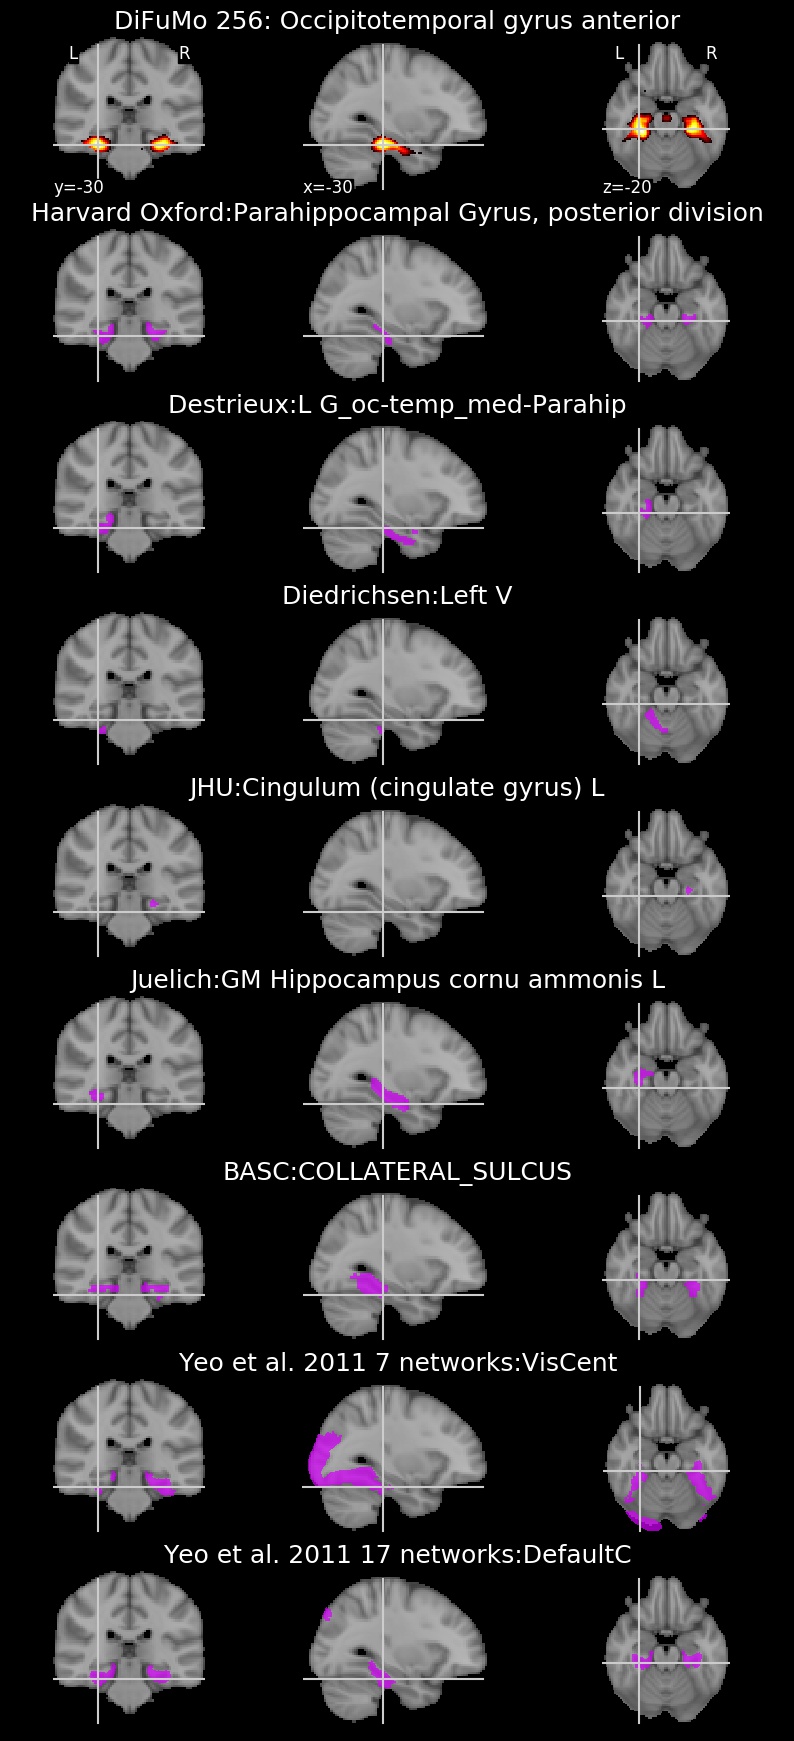 DiFuMo 256: Occipitotemporal gyrus anterior
L R L R
y=-30 x=-30 z=-20
Harvard Oxford:Parahippocampal Gyrus, posterior division
Destrieux:L G_oc-temp_med-Parahip
Diedrichsen:Left V
JHU:Cingulum (cingulate gyrus) L
Juelich:GM Hippocampus cornu ammonis L
BASC:COLLATERAL_SULCUS
Yeo et al. 2011 7 networks:VisCent
Yeo et al. 2011 17 networks:DefaultC